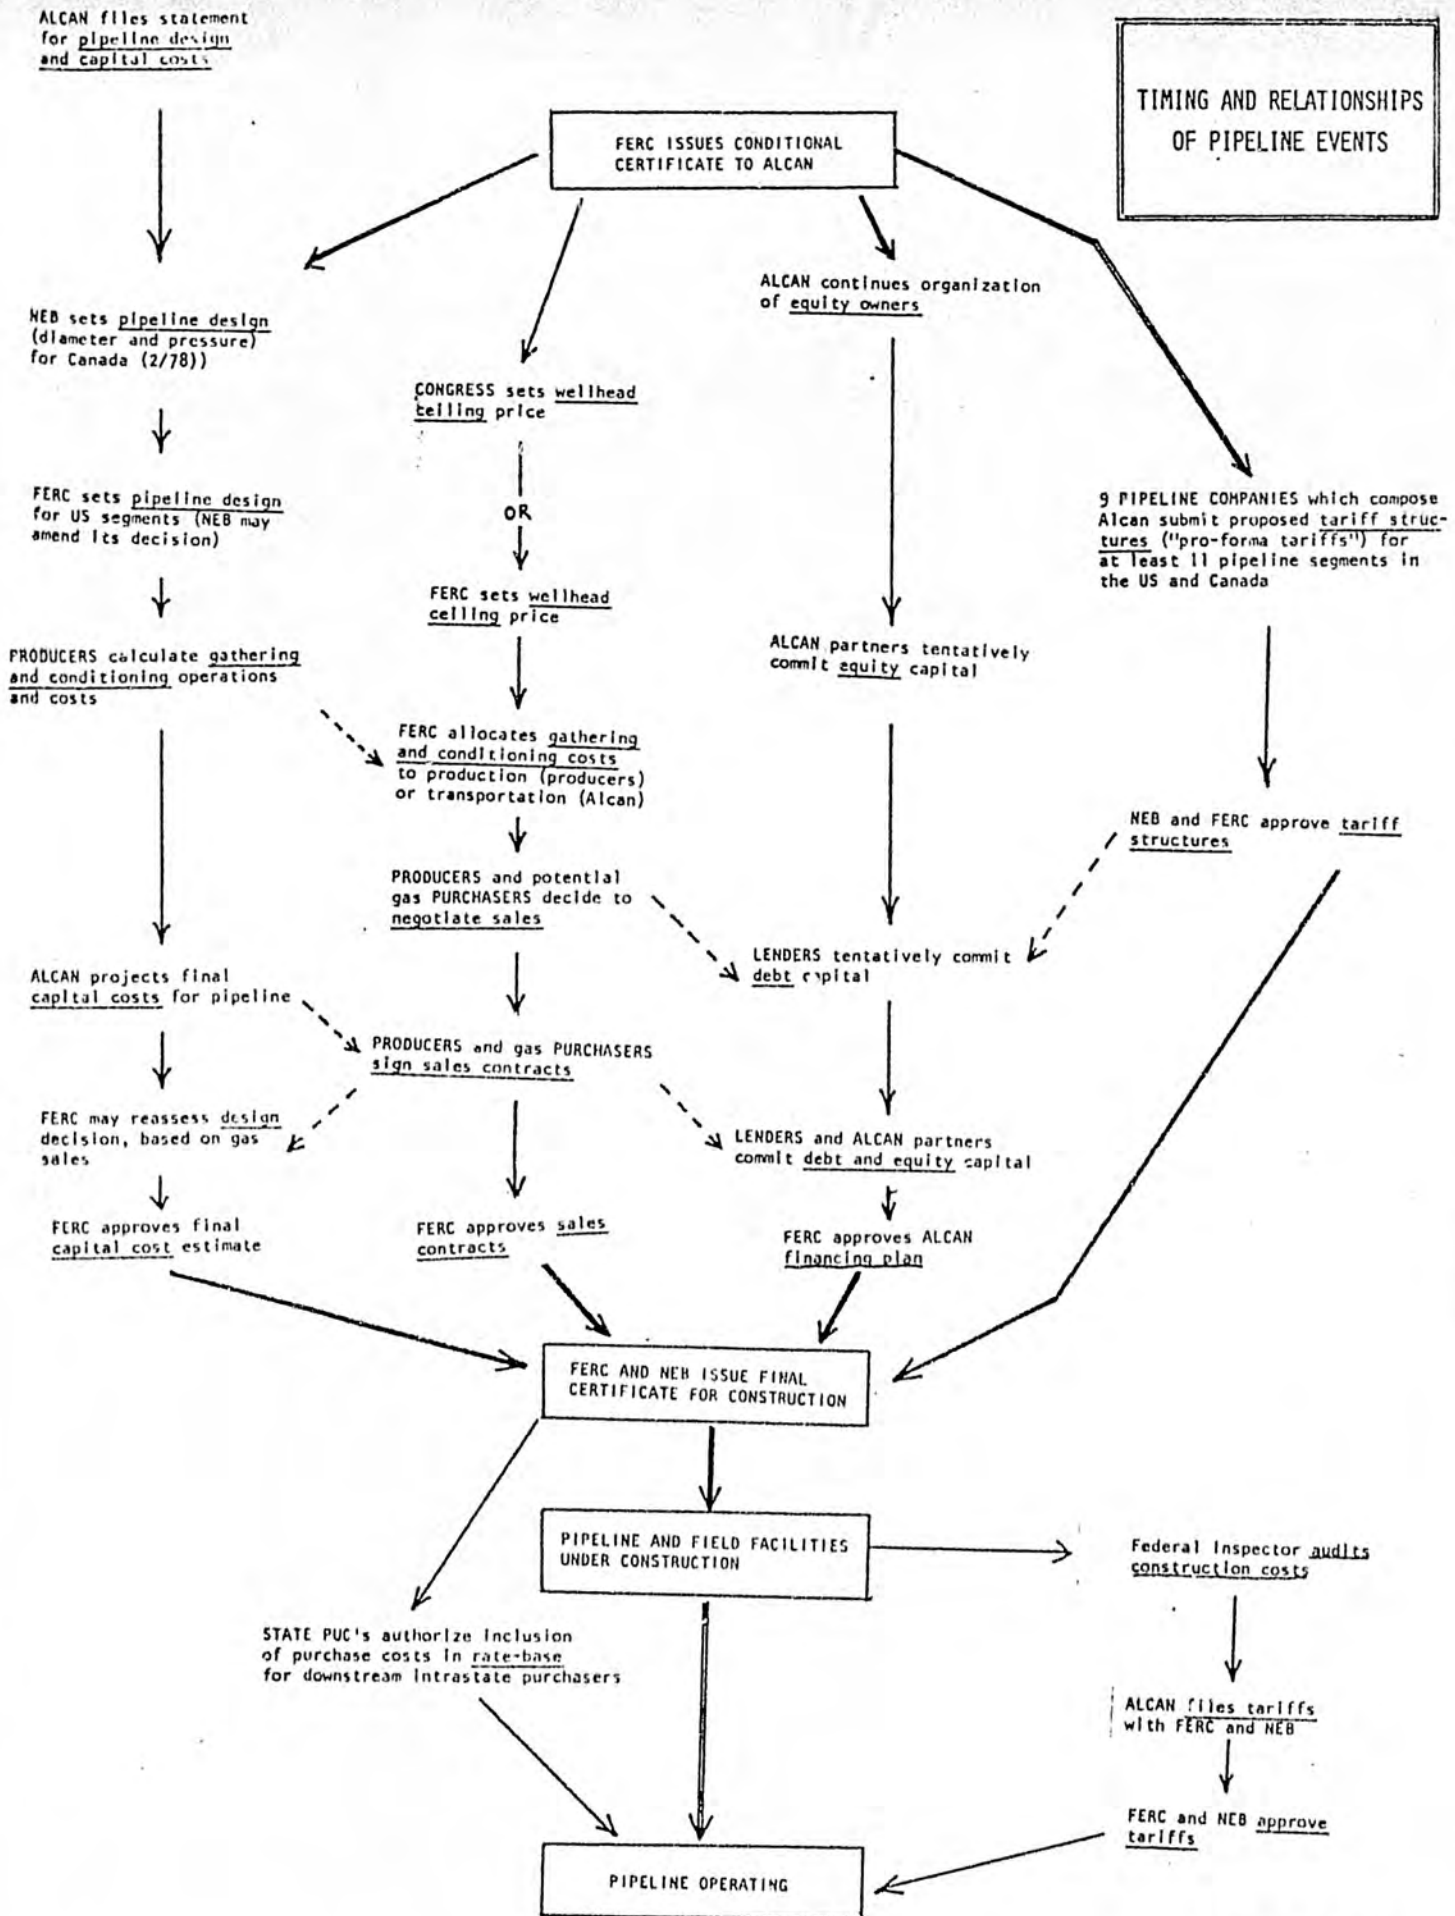 ALCAN files statement
for pipeline design
and capital costs
TIMING AND RELATIONSHIPS
OF PIPELINE EVENTS
FERC ISSUES CONDITIONAL
CERTIFICATE TO ALCAN
NEB sets pipeline design
(diameter and pressure)
for Canada (2/78))
FERC sets pipeline design
for US segments (NEB may
amend its decision)
PRODUCERS calculate gathering
and conditioning operations
and costs
ALCAN projects final
capital costs for pipeline
FERC may reassess design
decision, based on gas
sales
FERC approves final
capital cost estimate
CONGRESS sets wellhead
ceiling price
OR
FERC sets wellhead
ceiling price
FERC allocates gathering
and conditioning costs
to production (producers)
or transportation (Alcan)
PRODUCERS and potential
gas PURCHASERS decide to
negotiate sales
PRODUCERS and gas PURCHASERS
sign sales contracts
FERC approves sales
contracts
ALCAN continues organization
of equity owners
ALCAN partners tentatively
commit equity capital
LENDERS tentatively commit
debt capital
LENDERS and ALCAN partners
commit debt and equity capital
FERC approves ALCAN
financing plan
9 PIPELINE COMPANIES which compose
Alcan submit proposed tariff struc-
tures ("pro-forma tariffs") for
at least 11 pipeline segments in
the US and Canada
NEB and FERC approve tariff
structures
FERC AND NEB ISSUE FINAL
CERTIFICATE FOR CONSTRUCTION
PIPELINE AND FIELD FACILITIES
UNDER CONSTRUCTION
Federal Inspector audits
construction costs
STATE PUC's authorize inclusion
of purchase costs in rate-base
for downstream intrastate purchasers
ALCAN files tariffs
with FERC and NEB
FERC and NEB approve
tariffs
PIPELINE OPERATING